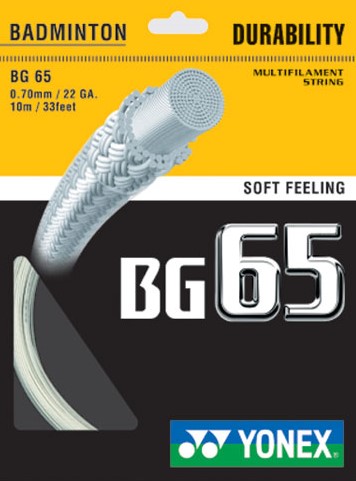 BADMINTON
DURABILITY
BG 65
0.70mm / 22 GA.
10m / 33feet
MULTIFILAMENT
STRING
SOFT FEELING
BG65
YONEX®